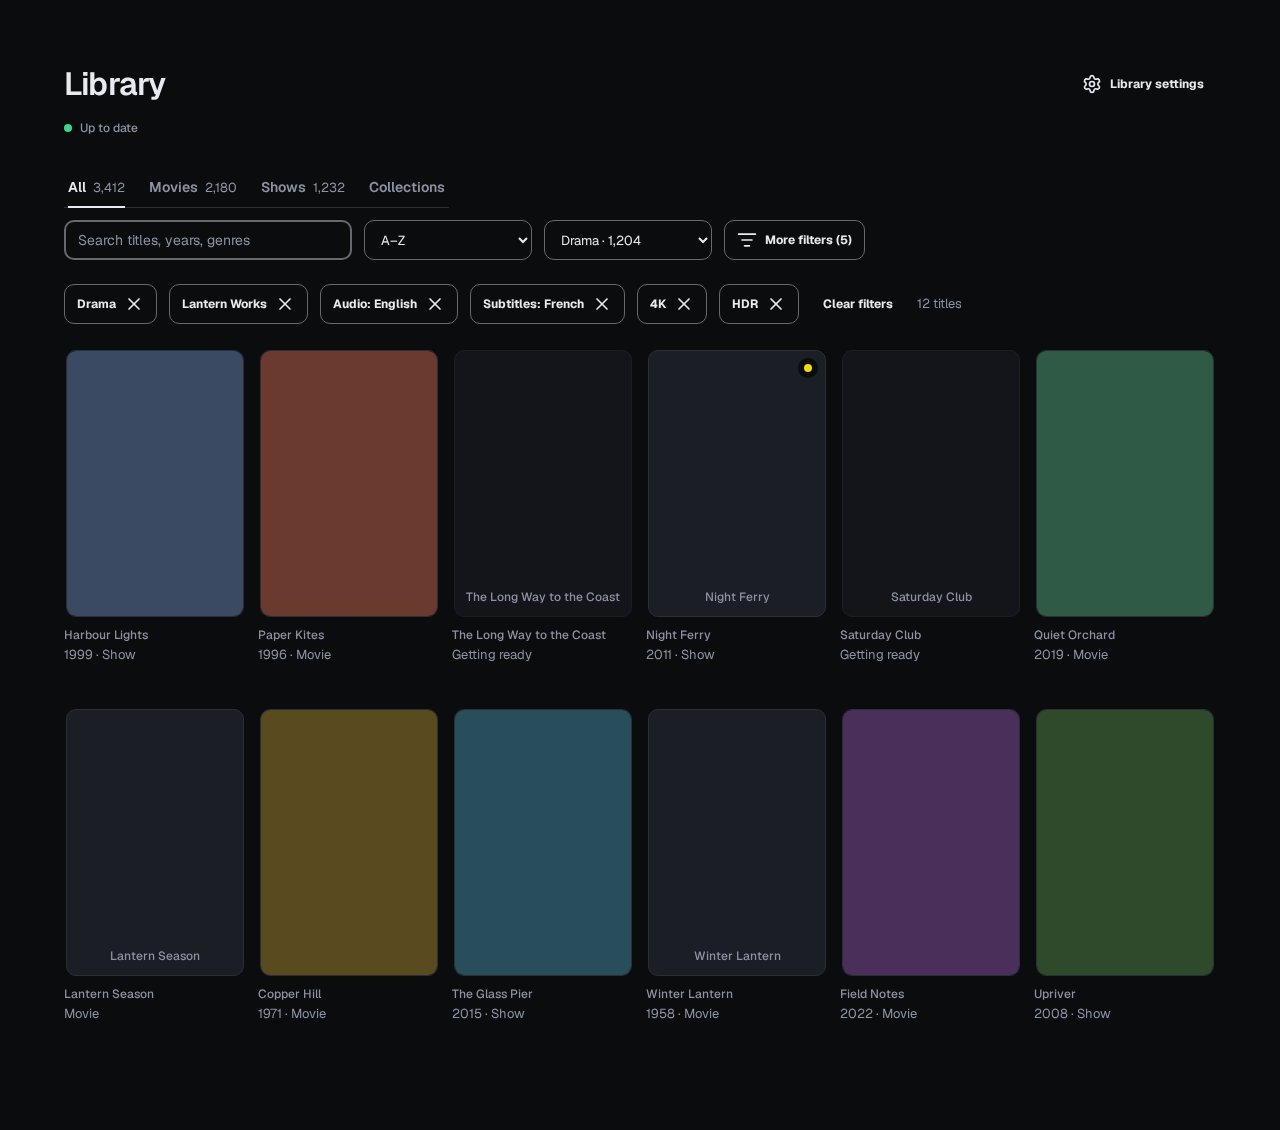 Library
Library settings
Up to date
All 3,412 Movies 2,180 Shows 1,232 Collections
Search titles, years, genres
A–Z
Drama · 1,204
More filters (5)
Drama
Lantern Works
Audio: English
Subtitles: French
4K
HDR
Clear filters
12 titles
The Long Way to the Coast
Night Ferry
Saturday Club
Harbour Lights
1999 · Show
Paper Kites
1996 · Movie
The Long Way to the Coast
Getting ready
Night Ferry
2011 · Show
Saturday Club
Getting ready
Quiet Orchard
2019 · Movie
Lantern Season
Winter Lantern
Lantern Season
Movie
Copper Hill
1971 · Movie
The Glass Pier
2015 · Show
Winter Lantern
1958 · Movie
Field Notes
2022 · Movie
Upriver
2008 · Show